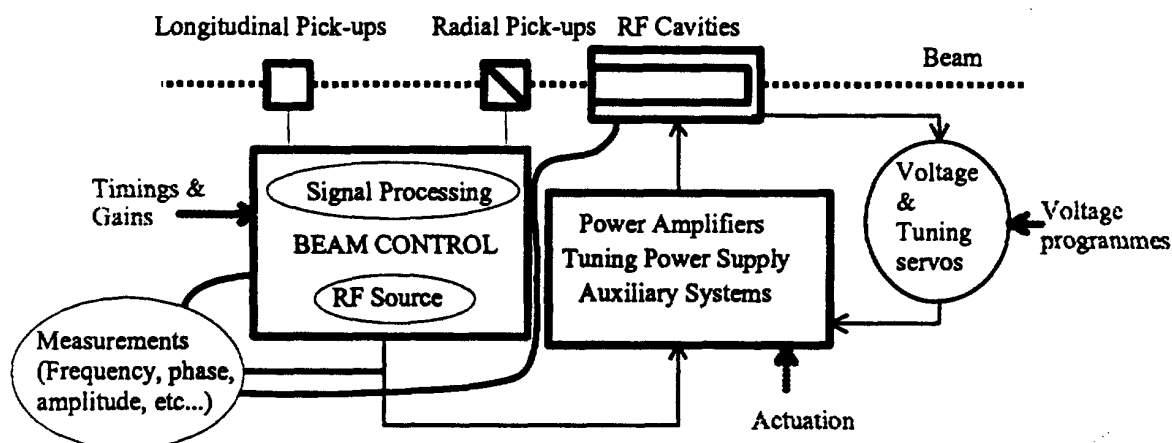 Longitudinal Pick-ups
Radial Pick-ups
RF Cavities
Beam
Timings &
Gains
Signal Processing
BEAM CONTROL
RF Source
Power Amplifiers
Tuning Power Supply
Auxiliary Systems
Voltage
&
Tuning
servos
Voltage
programmes
Measurements
(Frequency, phase,
amplitude, etc...)
Actuation